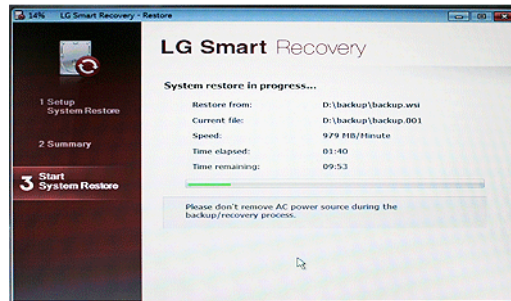 14% LG Smart Recovery - Restore
LG Smart Recovery
System restore in progress...
Restore from: D:\backup\backup.wsi
Current file: D:\backup\backup.001
Speed: 979 MB/Minute
Time elapsed: 01:40
Time remaining: 09:53
Please don't remove AC power source during the
backup/recovery process.
1 Setup
System Restore
2 Summary
3 Start
System Restore